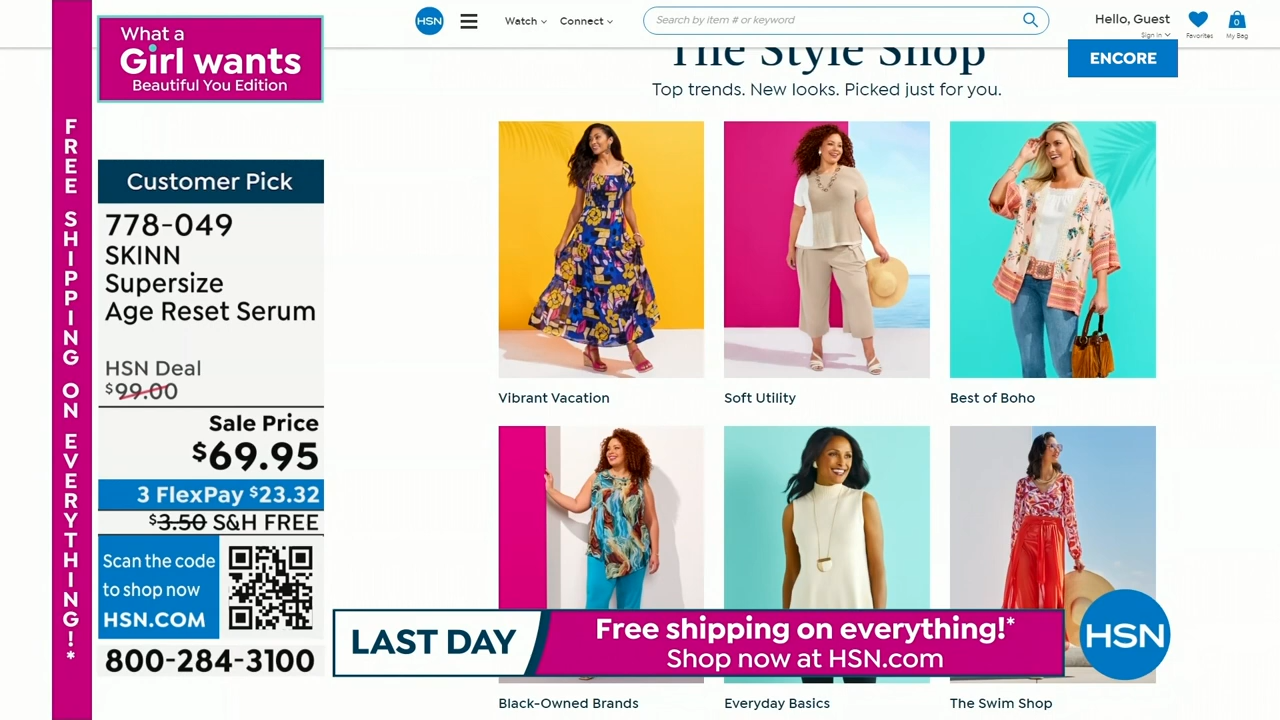 What a
Girl wants
Beautiful You Edition
FREE SHIPPING ON EVERYTHING!*
Customer Pick
778-049
SKINN
Supersize
Age Reset Serum
HSN Deal
$99.00
Sale Price
$69.95
3 FlexPay $23.32
$3.50 S&H FREE
Scan the code
to shop now
HSN.COM
800-284-3100
HSN
Watch
Connect
Search by item # or keyword
Hello, Guest
Sign in
Favorites
0
My Bag
ENCORE
The Style Shop
Top trends. New looks. Picked just for you.
Vibrant Vacation
Soft Utility
Best of Boho
Black-Owned Brands
Everyday Basics
The Swim Shop
LAST DAY
Free shipping on everything!*
Shop now at HSN.com
HSN